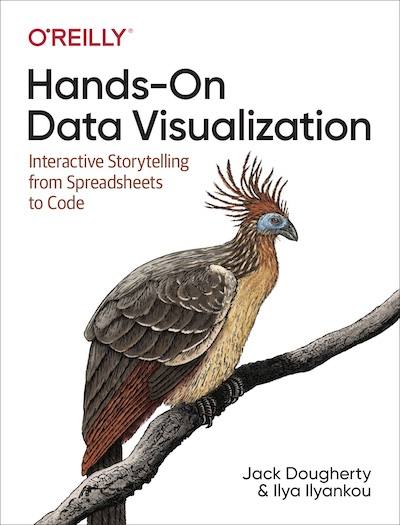 O'REILLY®
Hands-On
Data Visualization
Interactive Storytelling
from Spreadsheets
to Code
Jack Dougherty
& Ilya Ilyankou